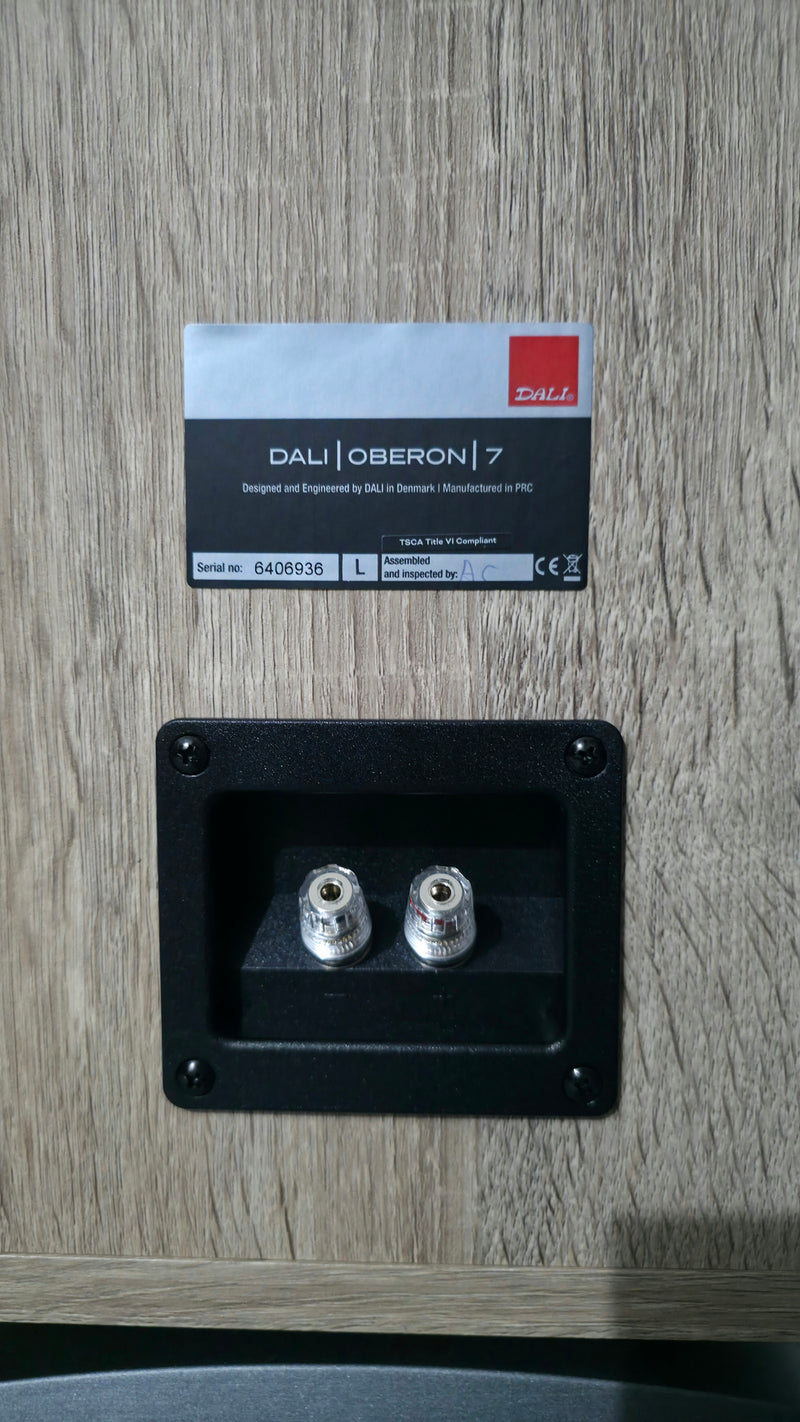 DALI®
DALI | OBERON | 7
Designed and Engineered by DALI in Denmark | Manufactured in PRC
TSCA Title VI Compliant
Serial no: 6406936 L Assembled
and inspected by: AC CE